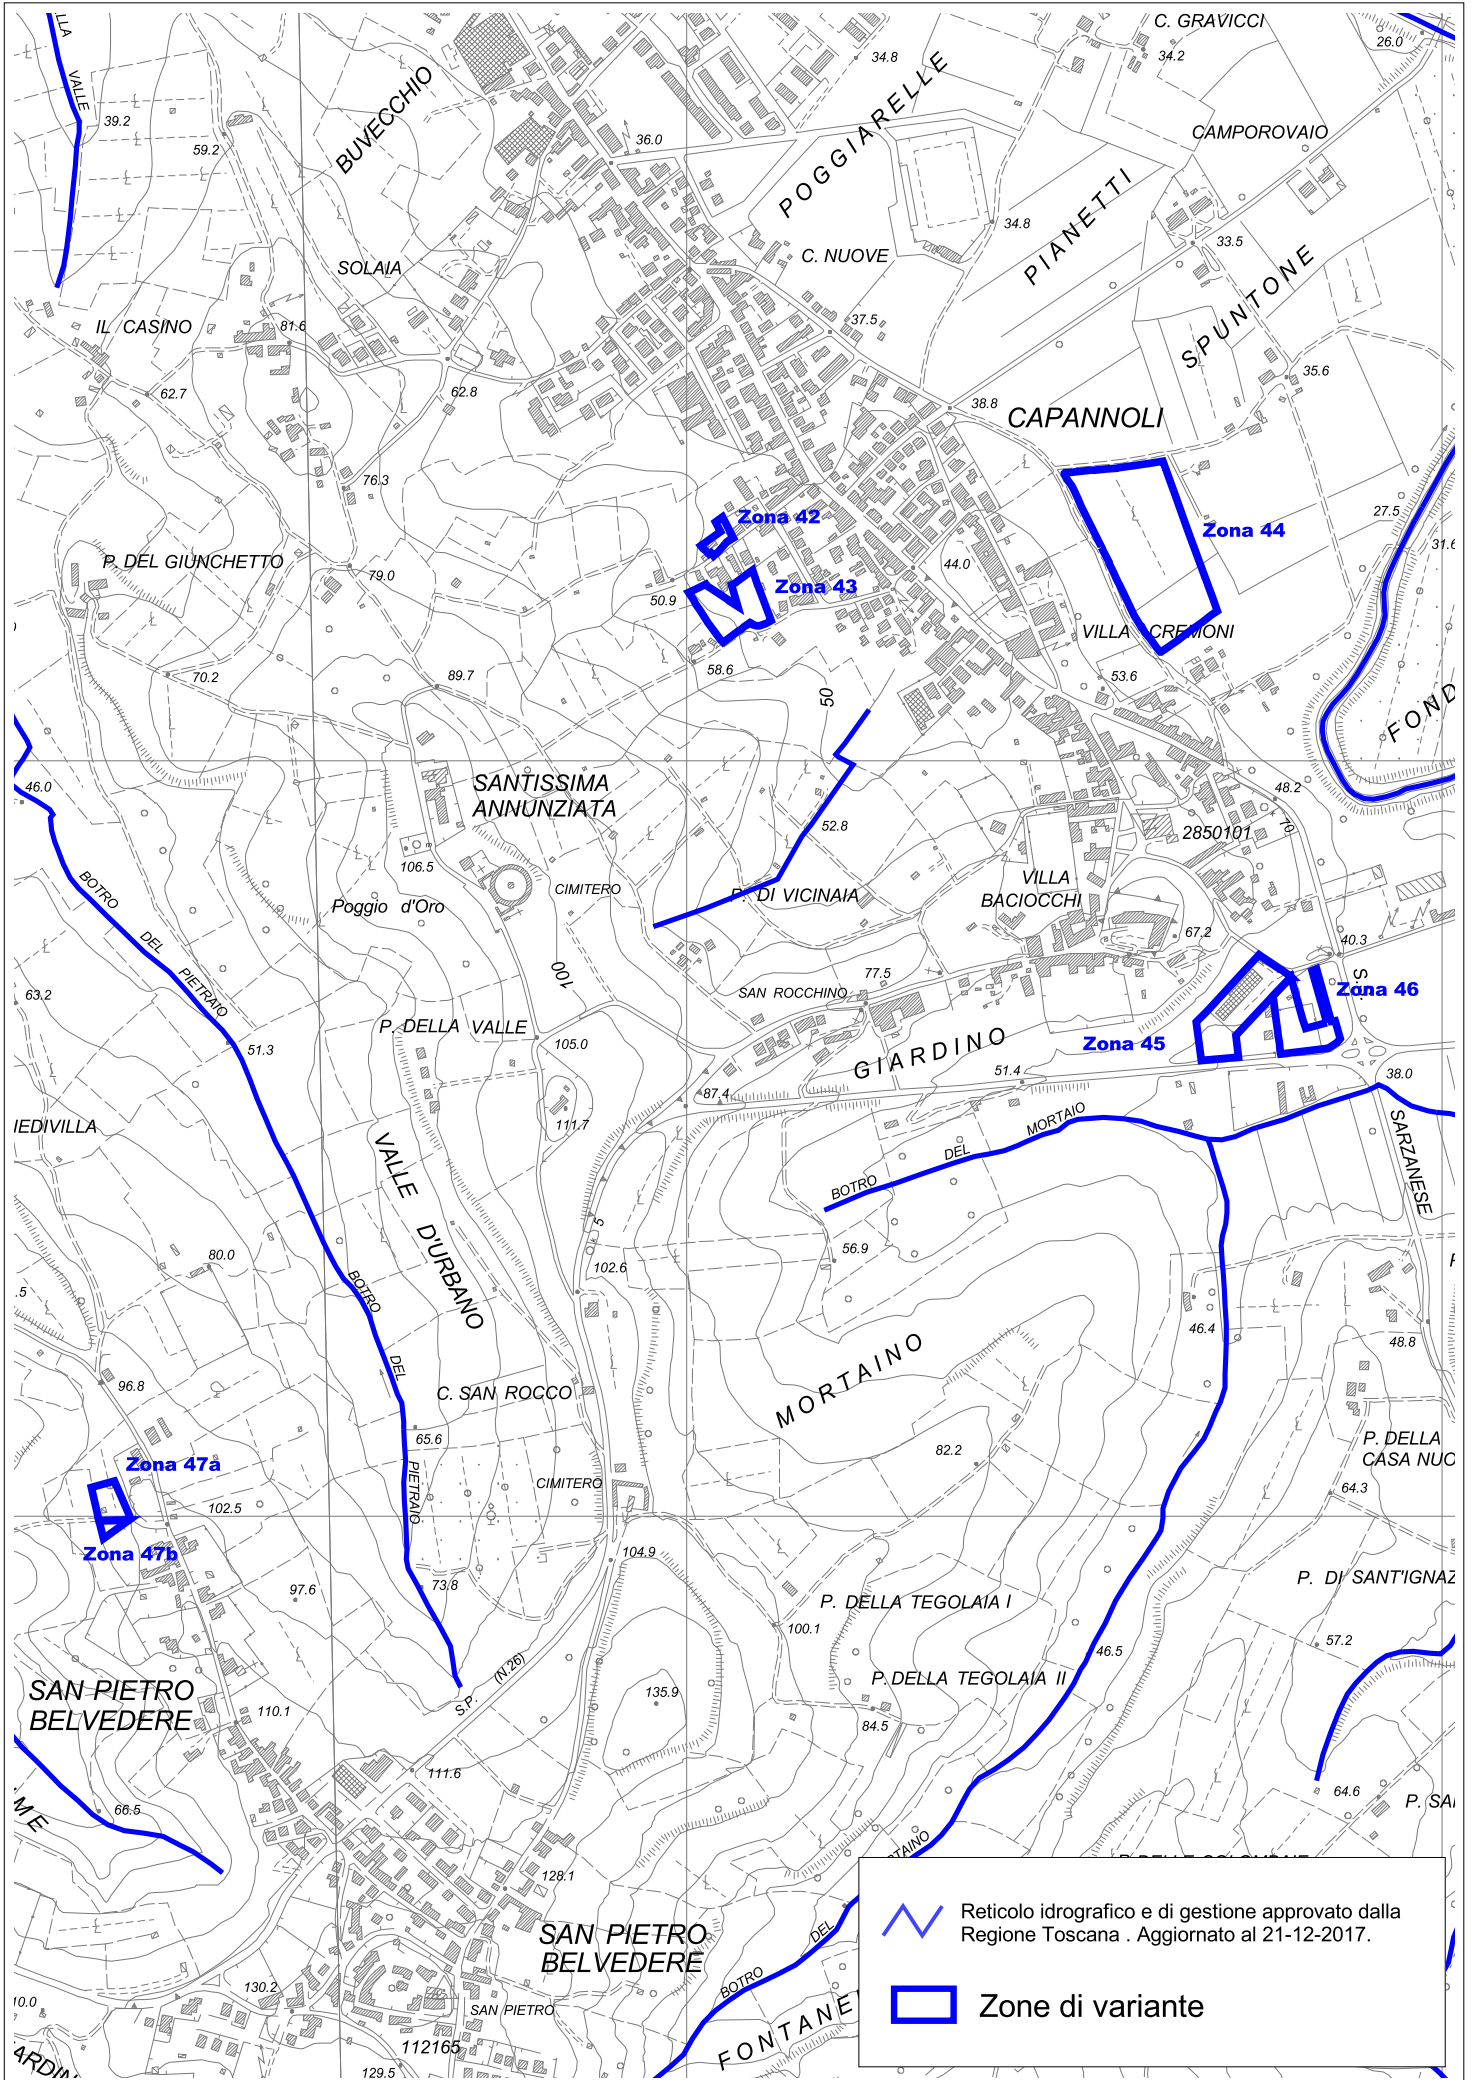 C. GRAVICCI
26.0
34.2
34.8
VALLE
39.2
BUVECCHIO
59.2
36.0
POGGIARELLE
CAMPOROVAIO
PIANETTI
34.8
33.5
C. NUOVE
SOLAIA
SPUNTONE
IL CASINO
81.6
37.5
62.7
62.8
35.6
38.8
CAPANNOLI
76.3
27.5
Zona 42
Zona 44
31.6
P. DEL GIUNCHETTO
79.0
44.0
Zona 43
50.9
VILLA CREMONI
58.6
53.6
70.2
89.7
50
FOND
46.0
SANTISSIMA
ANNUNZIATA
48.2
52.8
70
2850101
106.5
CIMITERO
P. DI VICINAIA
VILLA
BACIOCCHI
BOTRO
DEL
PIETRAIO
Poggio d'Oro
67.2
40.3
100
77.5
S.S.
SAN ROCCHINO
Zona 46
63.2
P. DELLA VALLE
105.0
GIARDINO
Zona 45
51.3
51.4
38.0
87.4
111.7
IEDIVILLA
BOTRO
DEL
MORTAIO
SARZANESE
VALLE
D'URBANO
5
56.9
80.0
102.6
.5
BOTRO
DEL
PIETRAIO
46.4
48.8
MORTAINO
96.8
C. SAN ROCCO
65.6
82.2
P. DELLA
CASA NUO
Zona 47a
CIMITERO
64.3
102.5
Zona 47b
104.9
73.8
97.6
P. DI SANT'IGNAZ
P. DELLA TEGOLAIA I
100.1
57.2
46.5
S.P. (N.26)
P. DELLA TEGOLAIA II
SAN PIETRO
BELVEDERE
135.9
110.1
84.5
111.6
64.6
P. SAI
66.5
ME
RTAINO
128.1
SAN PIETRO
BELVEDERE
DEL
BOTRO
130.2
SAN PIETRO
10.0
FONTANE
112165
ARDIN
129.5
Reticolo idrografico e di gestione approvato dalla
Regione Toscana . Aggiornato al 21-12-2017.
Zone di variante